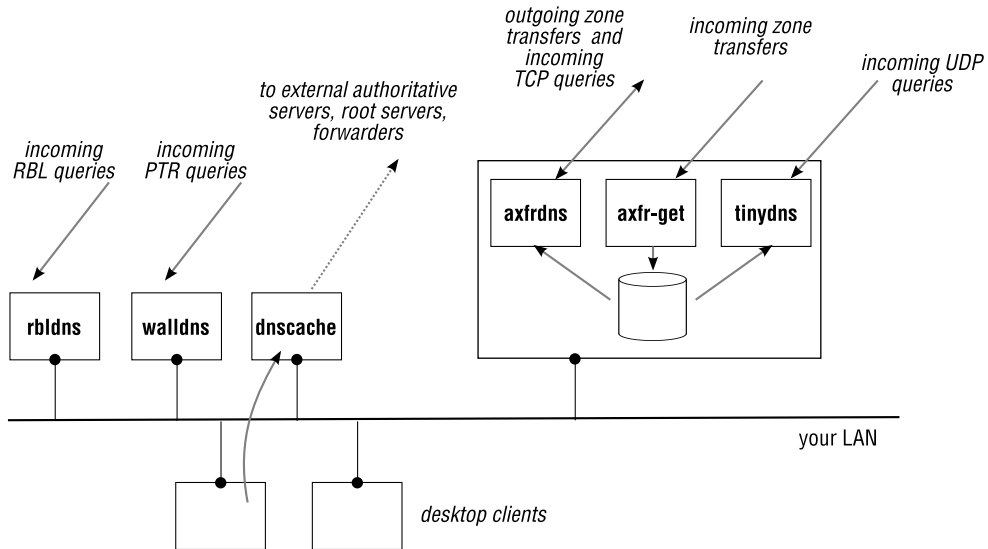 outgoing zone
transfers and
incoming
TCP queries
incoming zone
transfers
incoming UDP
queries
to external authoritative
servers, root servers,
forwarders
incoming
RBL queries
incoming
PTR queries
axfrdns
axfr-get
tinydns
rbldns
walldns
dnscache
your LAN
desktop clients